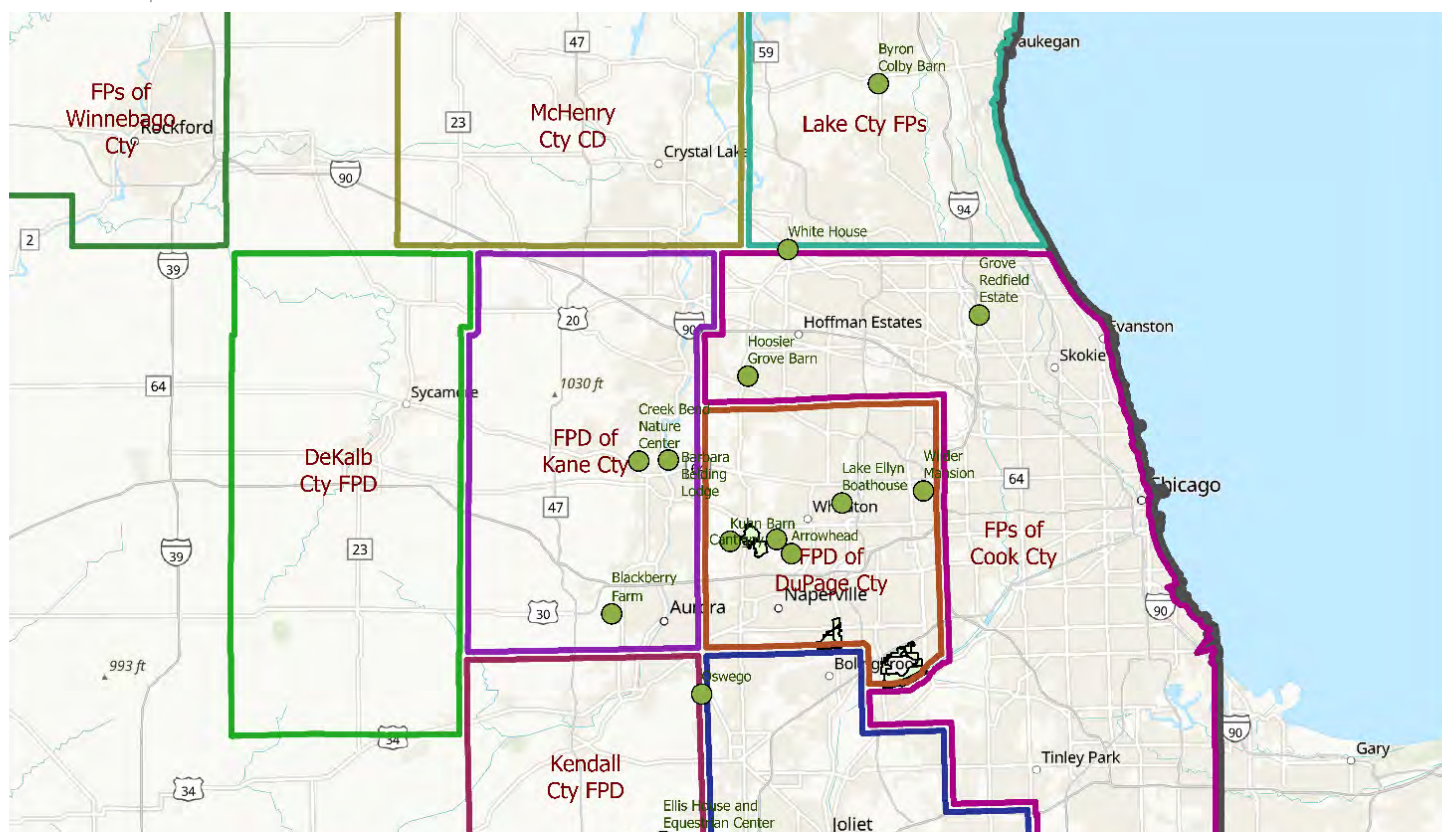 47
59
Byron
Colby Barn
aukegan
FPs of
Winnebago
Cty
Rockford
23
McHenry
Cty CD
Lake Cty FPs
Crystal Lake
90
94
2
39
White House
Grove
Redfield
Estate
20
90
Hoffman Estates
Evanston
Skokie
Hoosier
Grove Barn
64
Sycamore
1030 ft
Creek Bend
Nature
Center
FPD of
Kane Cty
Barbara
Belding
Lodge
DeKalb
Cty FPD
Lake Ellyn
Boathouse
Wilder
Mansion
64
Chicago
47
Wheaton
FPs of
Cook Cty
Kuhn Barn
Arrowhead
39
23
FPD of
DuPage Cty
Blackberry
Farm
30
Aurora
Naperville
90
993 ft
Oswego
34
90
Gary
Tinley Park
34
Kendall
Cty FPD
Ellis House and
Equestrian Center
Joliet